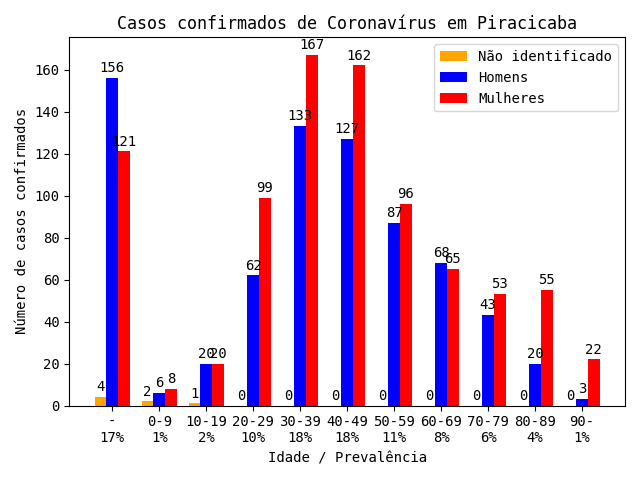 Casos confirmados de Coronavírus em Piracicaba
Não identificado
Homens
Mulheres
Número de casos confirmados
160
140
120
100
80
60
40
20
0
4 156 121
2 6 8
1 20 20
0 62 99
0 133 167
0 127 162
0 87 96
0 68 65
0 43 53
0 20 55
0 3 22
- 0-9 10-19 20-29 30-39 40-49 50-59 60-69 70-79 80-89 90-
17% 1% 2% 10% 18% 18% 11% 8% 6% 4% 1%
Idade / Prevalência